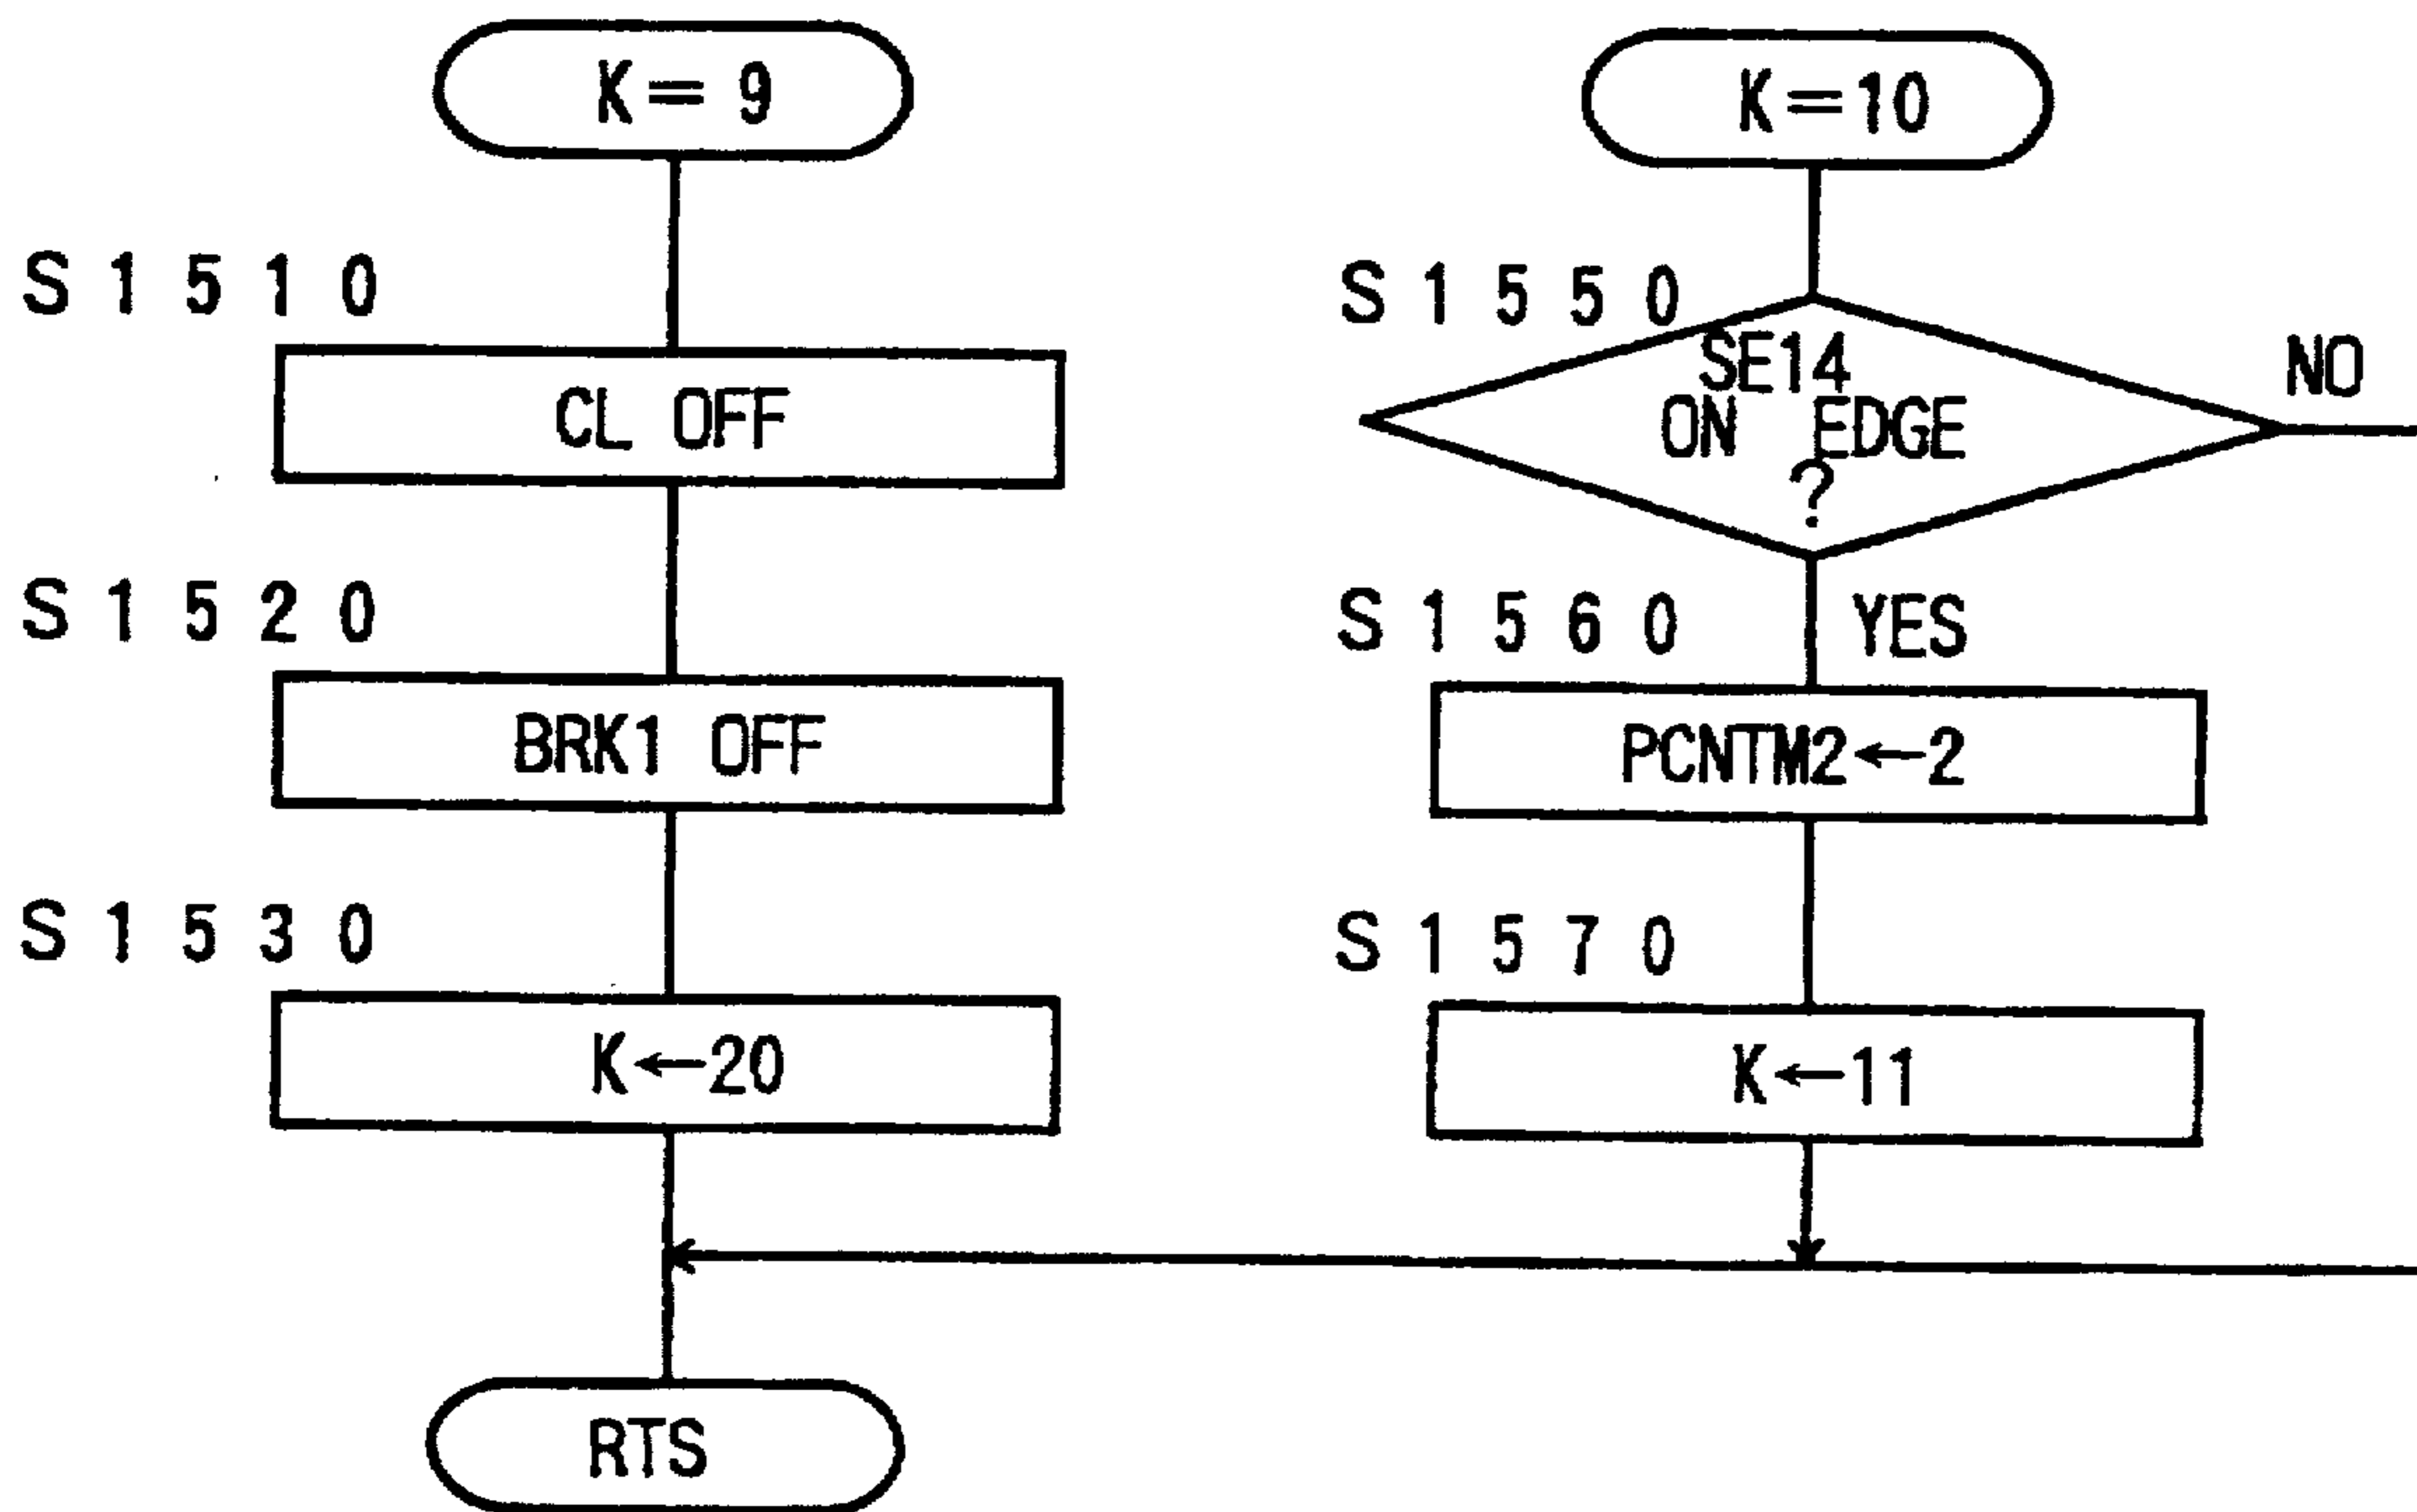 K= 9
S1510
CL OFF
S1520
BRK1 OFF
S1530
K←20
RTS
K=10
S1550
SE14
ON EDGE
?
NO
S1560
YES
PCNTM2←2
S1570
K←11